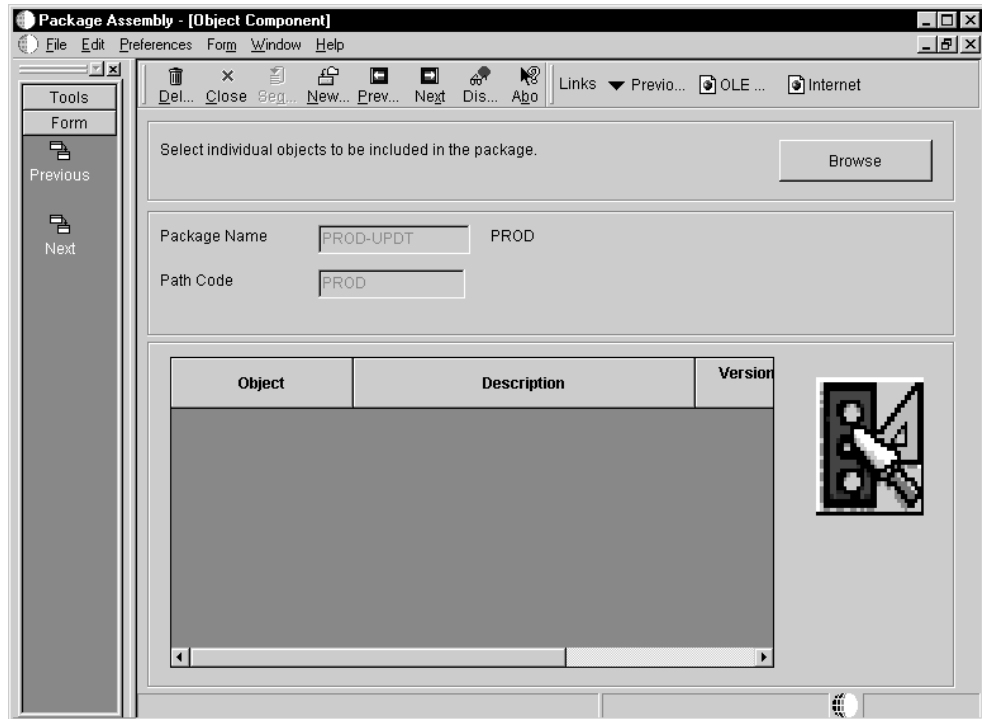 Package Assembly - [Object Component]
File Edit Preferences Form Window Help
Tools
Form
Previous
Next
Del... Close Seq... New... Prev... Next Dis... Abo Links Previo... OLE ... Internet
Select individual objects to be included in the package.
Browse
Package Name PROD-UPDT PROD
Path Code PROD
Object Description Version